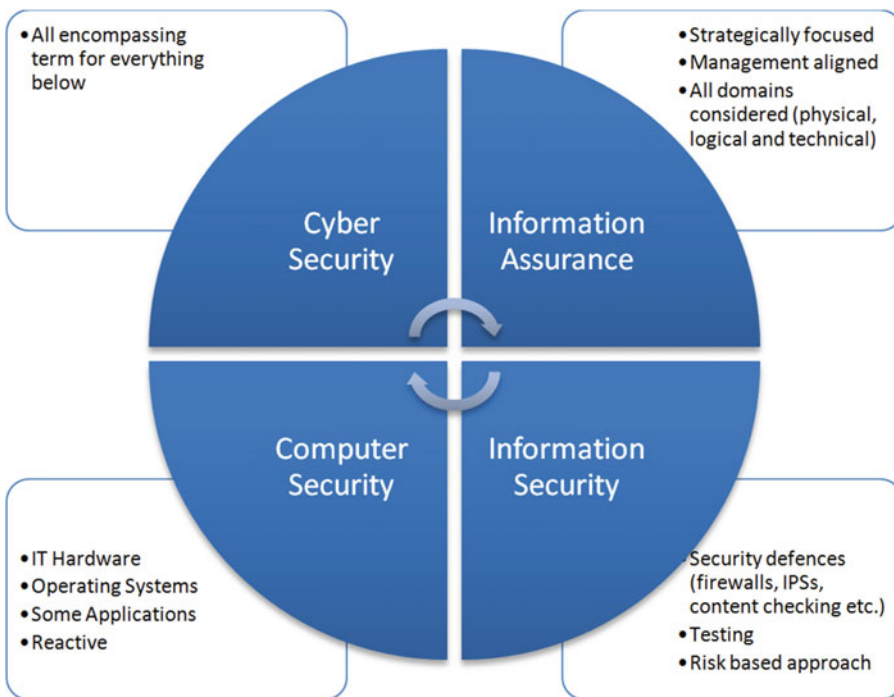 •All encompassing
term for everything
below
•Strategically focused
•Management aligned
•All domains
considered (physical,
logical and technical)
Cyber
Security
Information
Assurance
Computer
Security
Information
Security
•IT Hardware
•Operating Systems
•Some Applications
•Reactive
•Security defences
(firewalls, IPSs,
content checking etc.)
•Testing
•Risk based approach